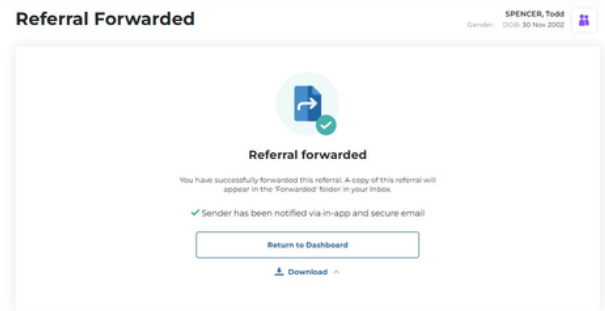 Referral Forwarded
SPENCER, Todd
Gender: DOB: 30 Nov 2002
Referral forwarded
You have successfully forwarded this referral. A copy of this referral will
appear in the 'Forwarded' folder in your Inbox.
Sender has been notified via in-app and secure email
Return to Dashboard
Download